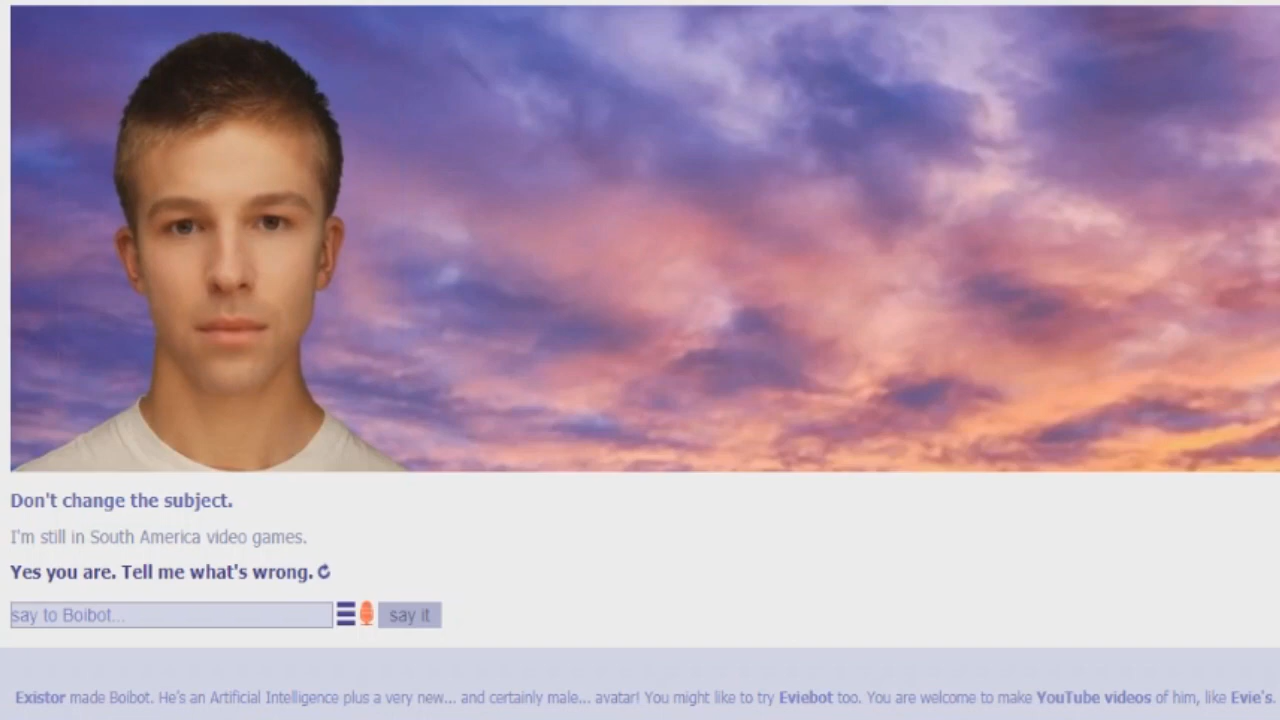 Don't change the subject.
I'm still in South America video games.
Yes you are. Tell me what's wrong.
say to Boibot...
say it
Existor made Boibot. He's an Artificial Intelligence plus a very new... and certainly male... avatar! You might like to try Eviebot too. You are welcome to make YouTube videos of him, like Evie's.